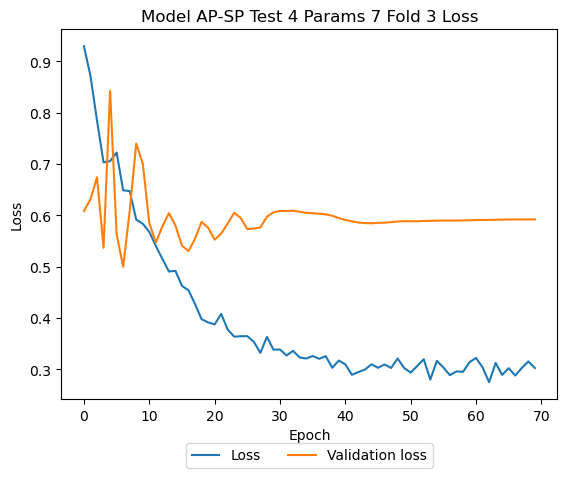 Model AP-SP Test 4 Params 7 Fold 3 Loss
0.9
0.8
0.7
0.6
0.5
0.4
0.3
Loss
0 10 20 30 40 50 60 70
Epoch
Loss Validation loss